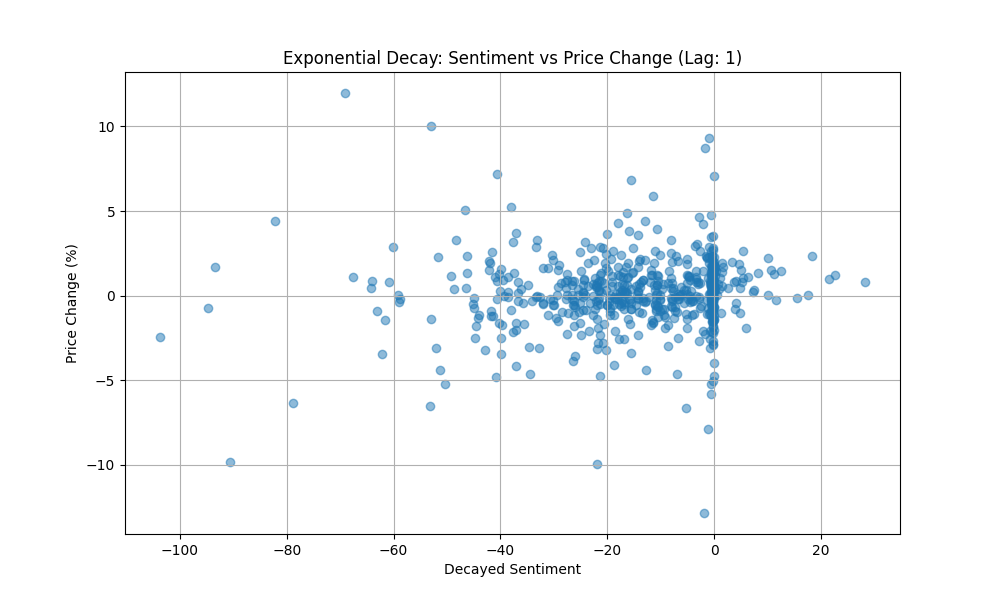 Exponential Decay: Sentiment vs Price Change (Lag: 1)
Price Change (%)
10
5
0
−5
−10
−100 −80 −60 −40 −20 0 20
Decayed Sentiment